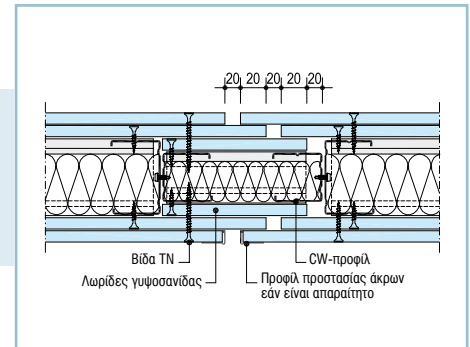 20 20 20 20 20
Βίδα TN
CW-προφίλ
Λωρίδες γυψοσανίδας
Προφίλ προστασίας άκρων
εάν είναι απαραίτητο